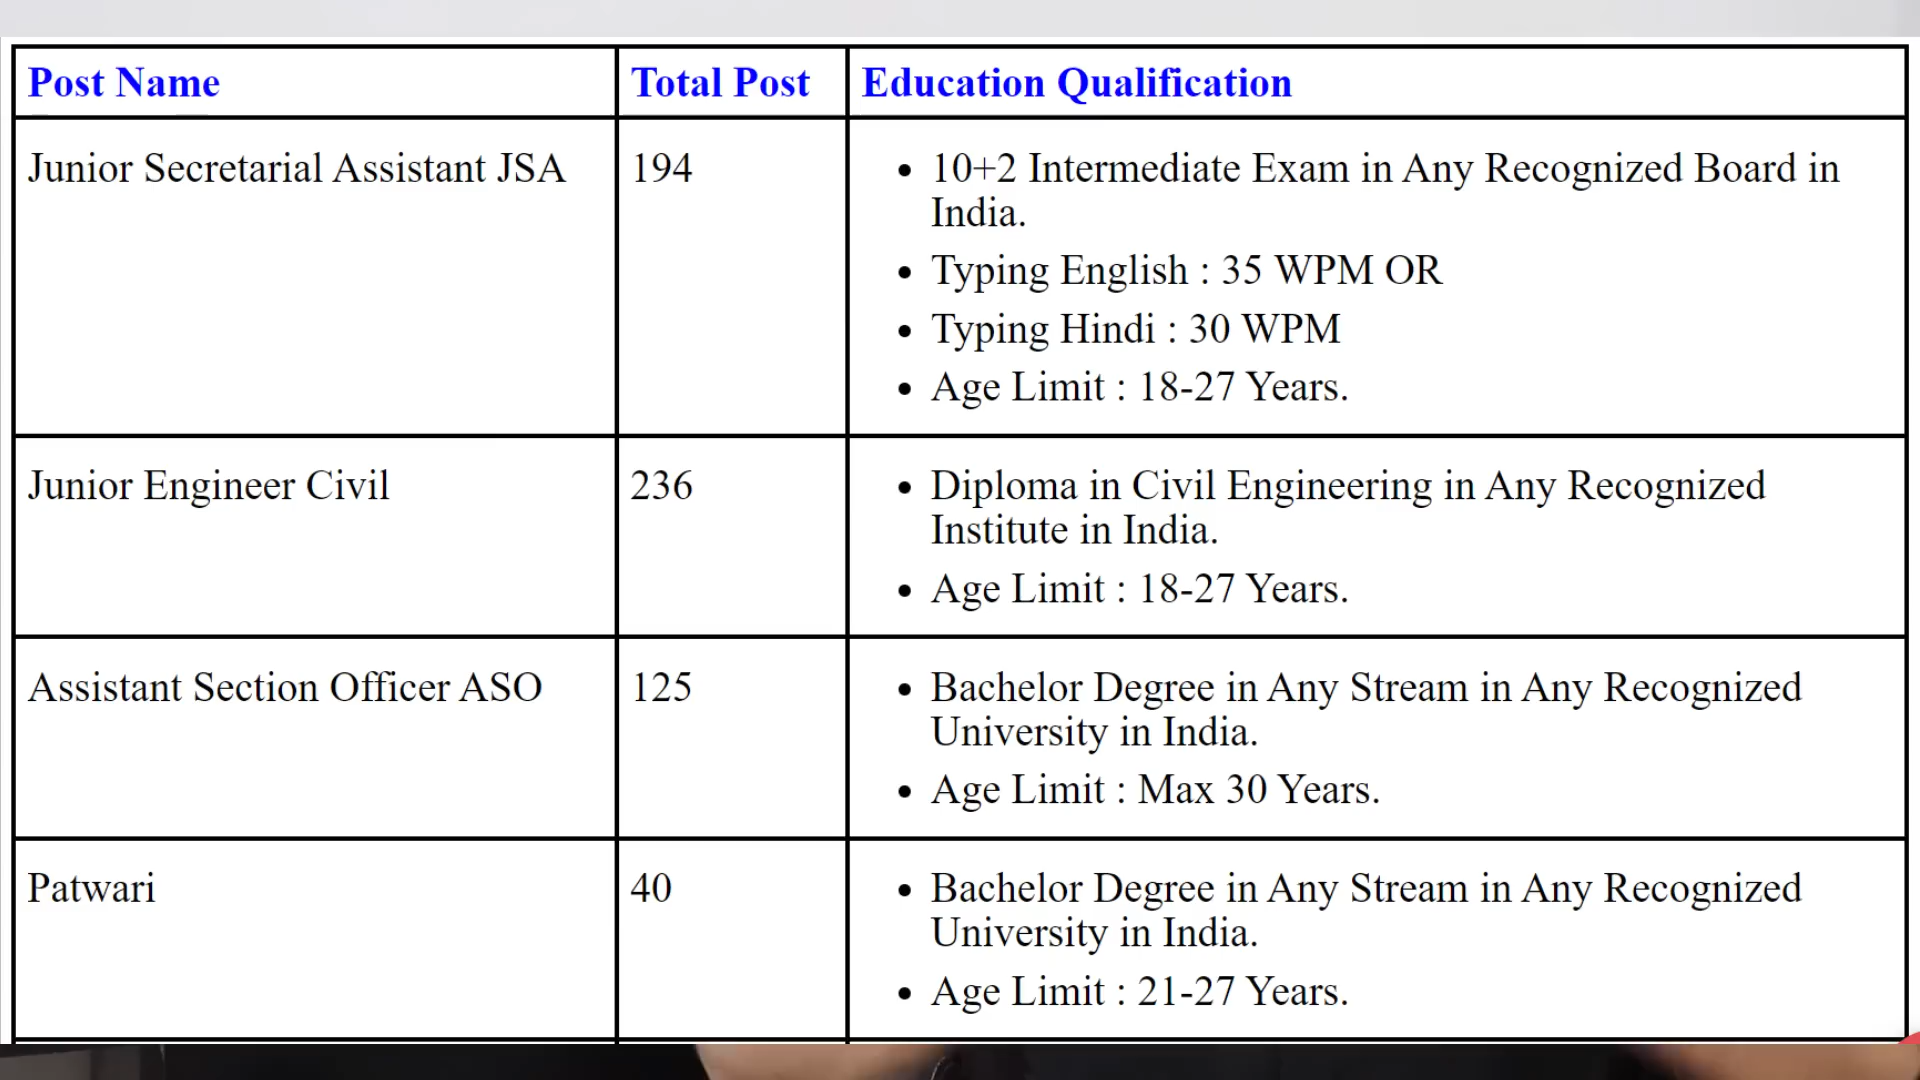 Post Name
Total Post
Education Qualification
Junior Secretarial Assistant JSA
194
• 10+2 Intermediate Exam in Any Recognized Board in
India.
• Typing English : 35 WPM OR
• Typing Hindi : 30 WPM
• Age Limit : 18-27 Years.
Junior Engineer Civil
236
• Diploma in Civil Engineering in Any Recognized
Institute in India.
• Age Limit : 18-27 Years.
Assistant Section Officer ASO
125
• Bachelor Degree in Any Stream in Any Recognized
University in India.
• Age Limit : Max 30 Years.
Patwari
40
• Bachelor Degree in Any Stream in Any Recognized
University in India.
• Age Limit : 21-27 Years.